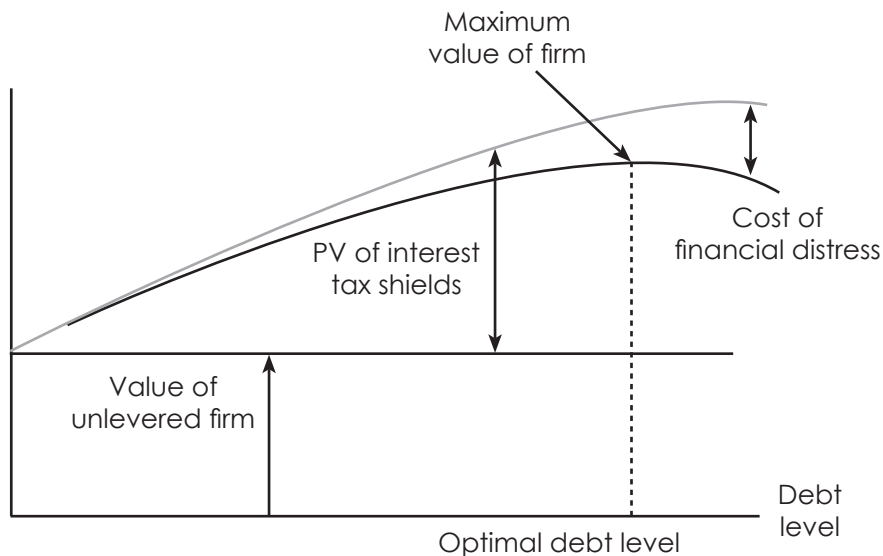 Maximum
value of firm
PV of interest
tax shields
Cost of
financial distress
Value of
unlevered firm
Debt
level
Optimal debt level